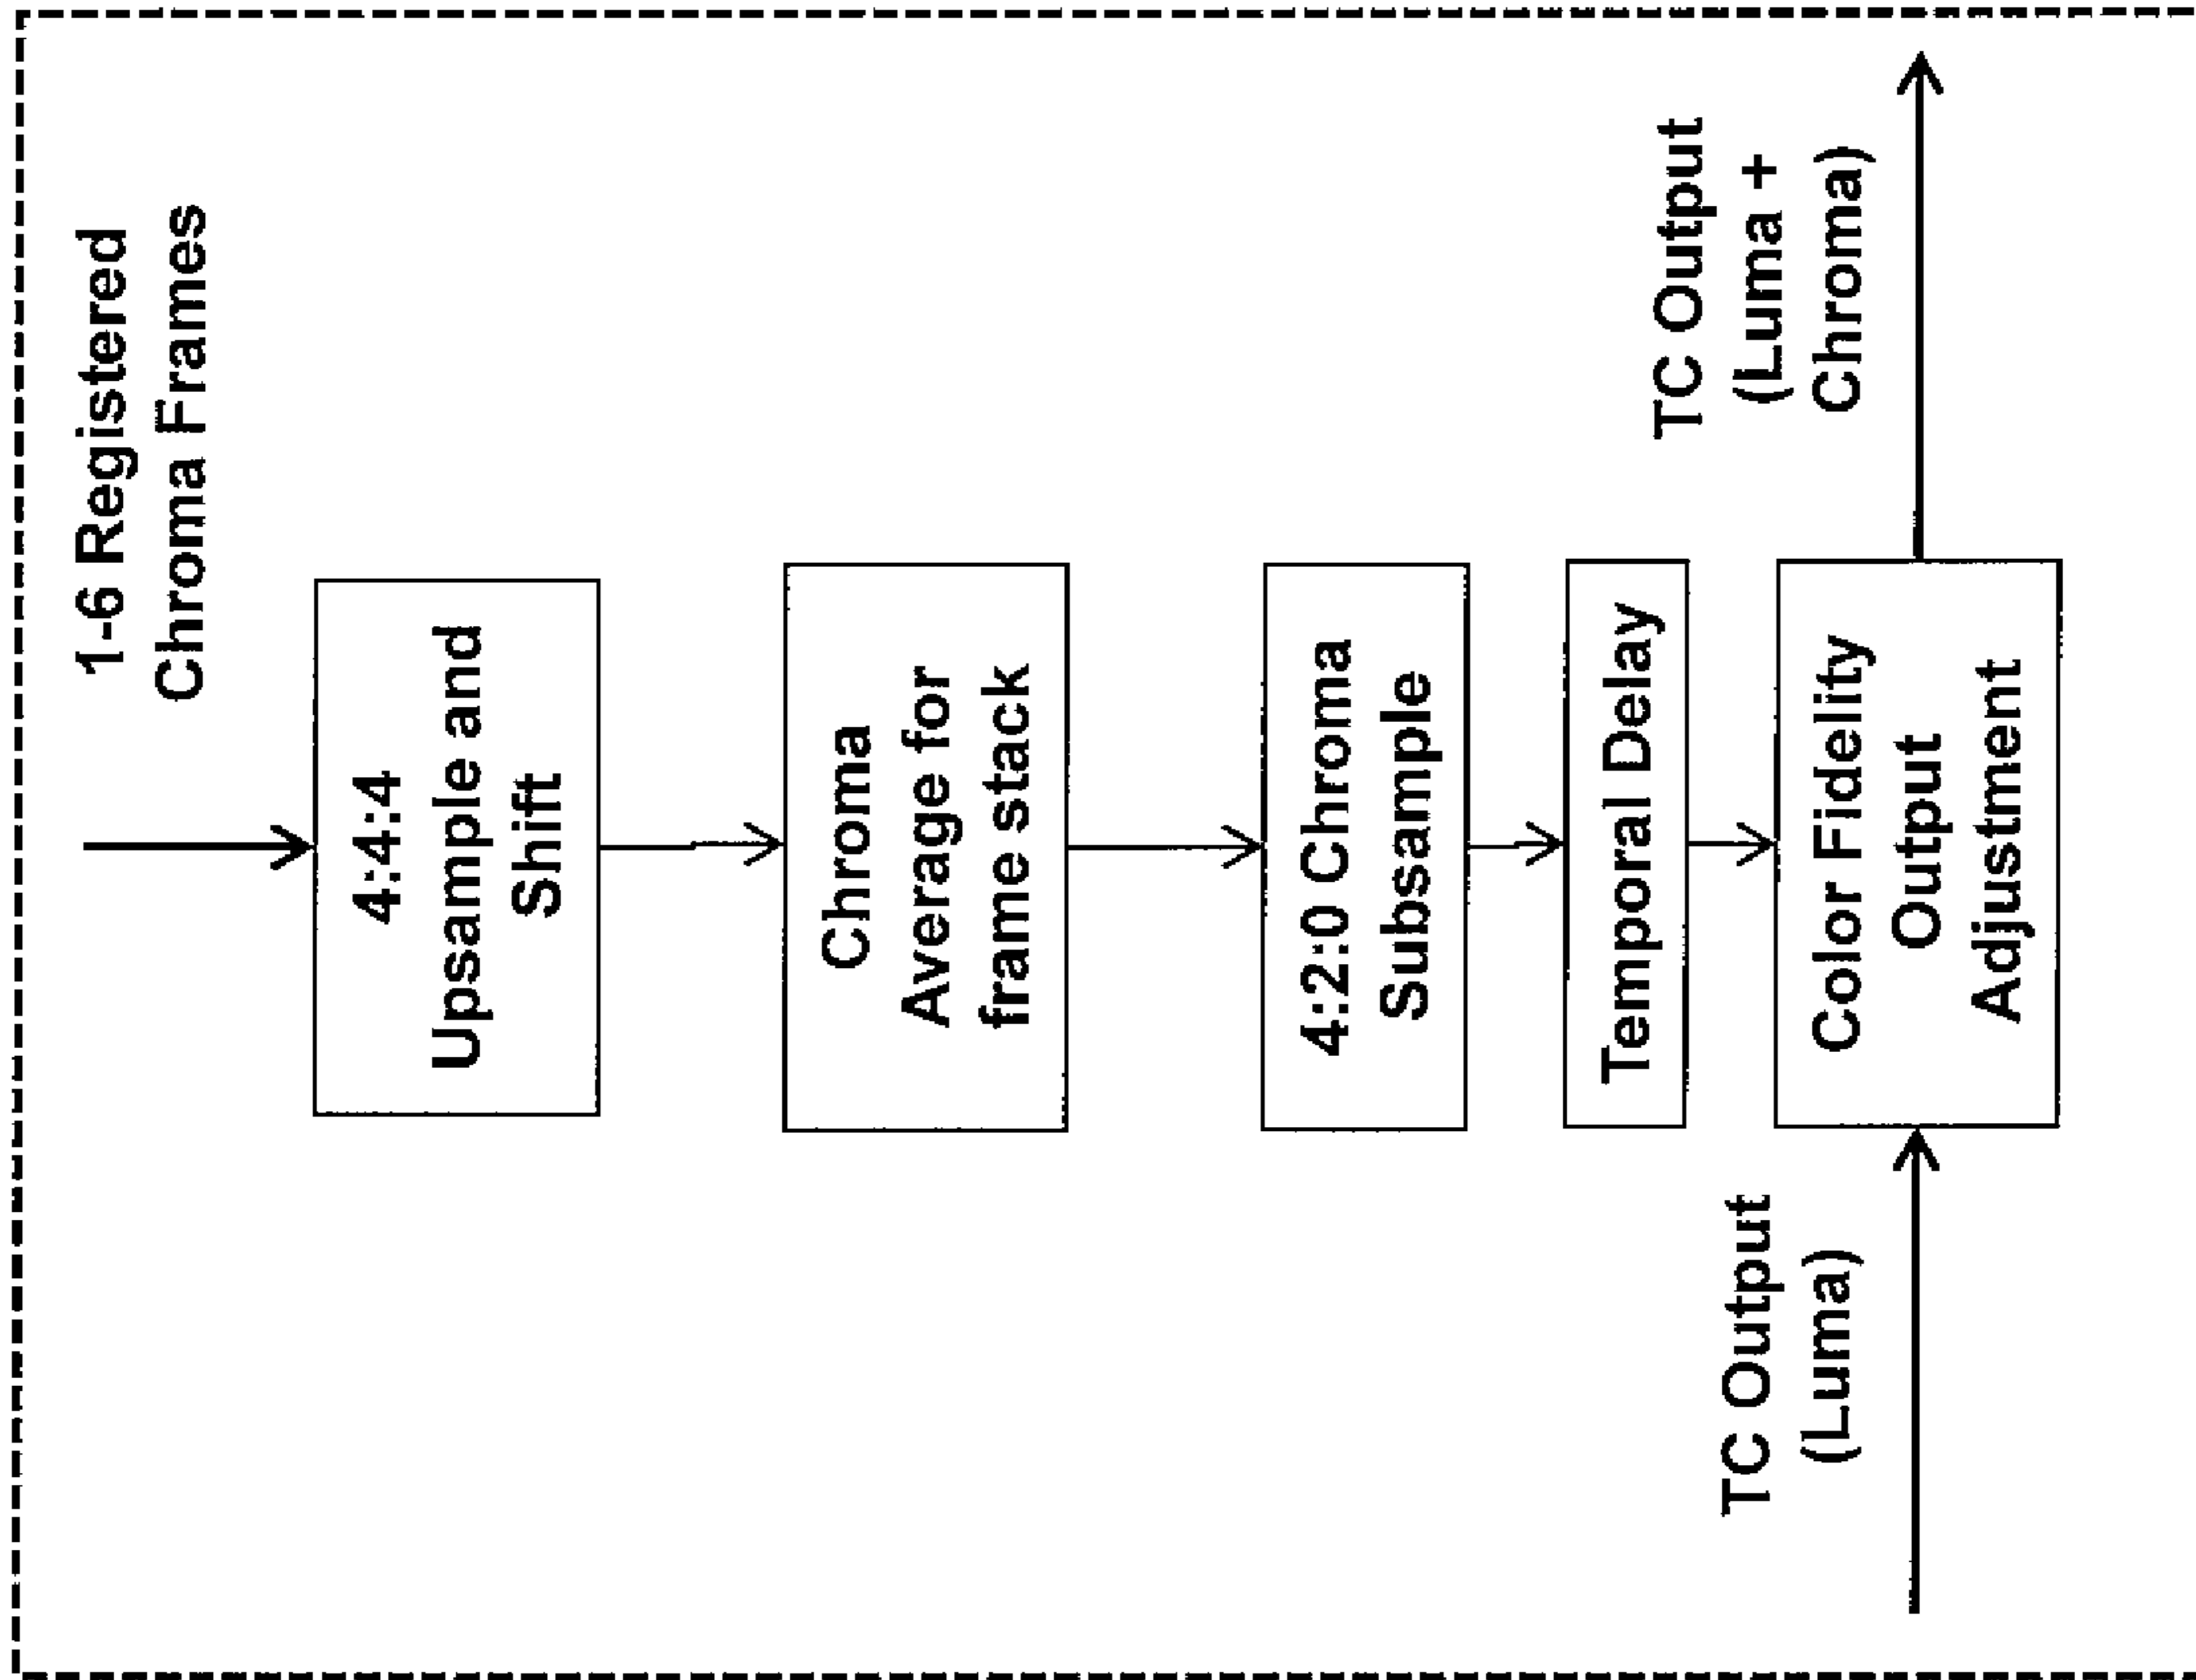 1-6 Registered
Chroma Frames
4:4:4
Upsample and
Shift
Chroma
Average for
frame stack
4:2:0 Chroma
Subsample
Temporal Delay
TC Output
(Luma)
Color Fidelity
Output
Adjustment
TC Output
(Luma +
Chroma)